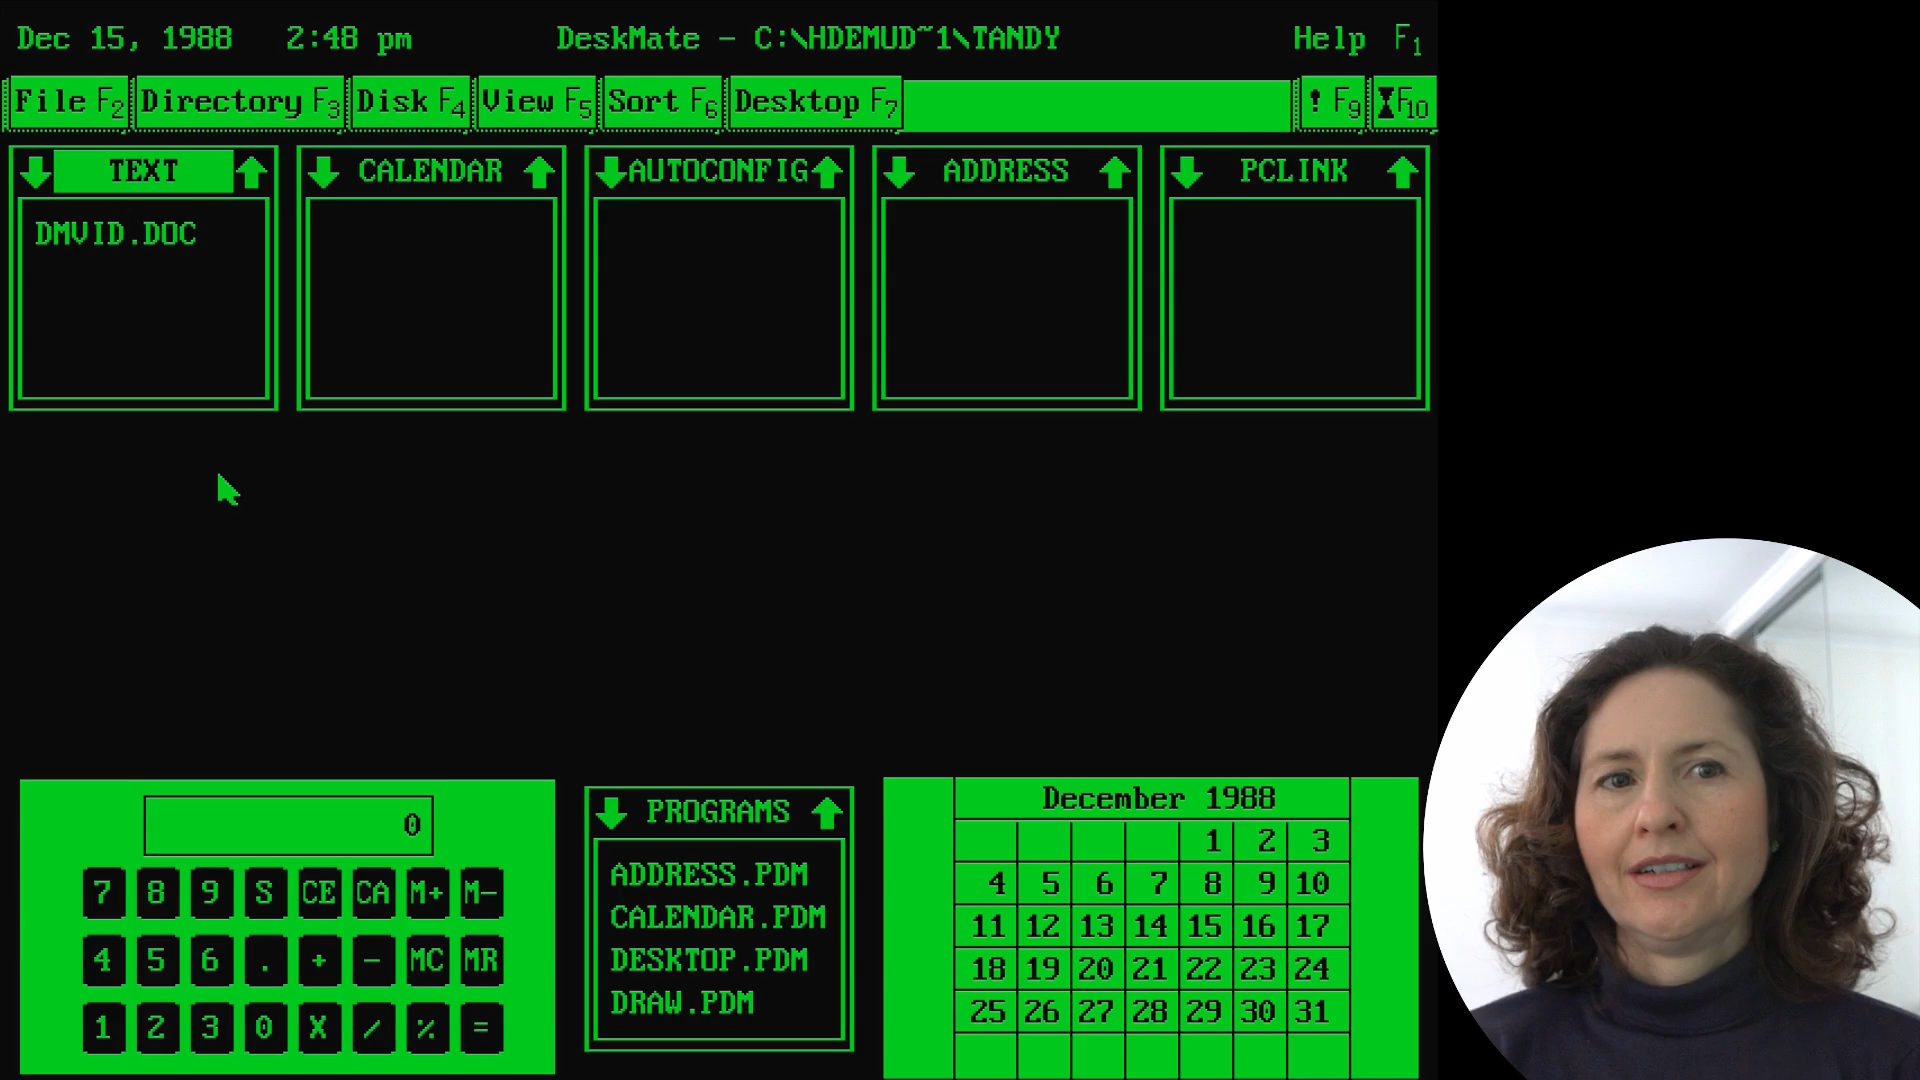 Dec 15, 1988 2:48 pm DeskMate - C:\HDEMUD~1\TANDY Help F1
File F2 Directory F3 Disk F4 View F5 Sort F6 Desktop F7 ! F9 F10
TEXT CALENDAR AUTOCONFIG ADDRESS PCLINK
DMVID.DOC
0
7 8 9 S CE CA M+ M-
4 5 6 . + - MC MR
1 2 3 0 X / % =
PROGRAMS
ADDRESS.PDM
CALENDAR.PDM
DESKTOP.PDM
DRAW.PDM
December 1988
1 2 3
4 5 6 7 8 9 10
11 12 13 14 15 16 17
18 19 20 21 22 23 24
25 26 27 28 29 30 31